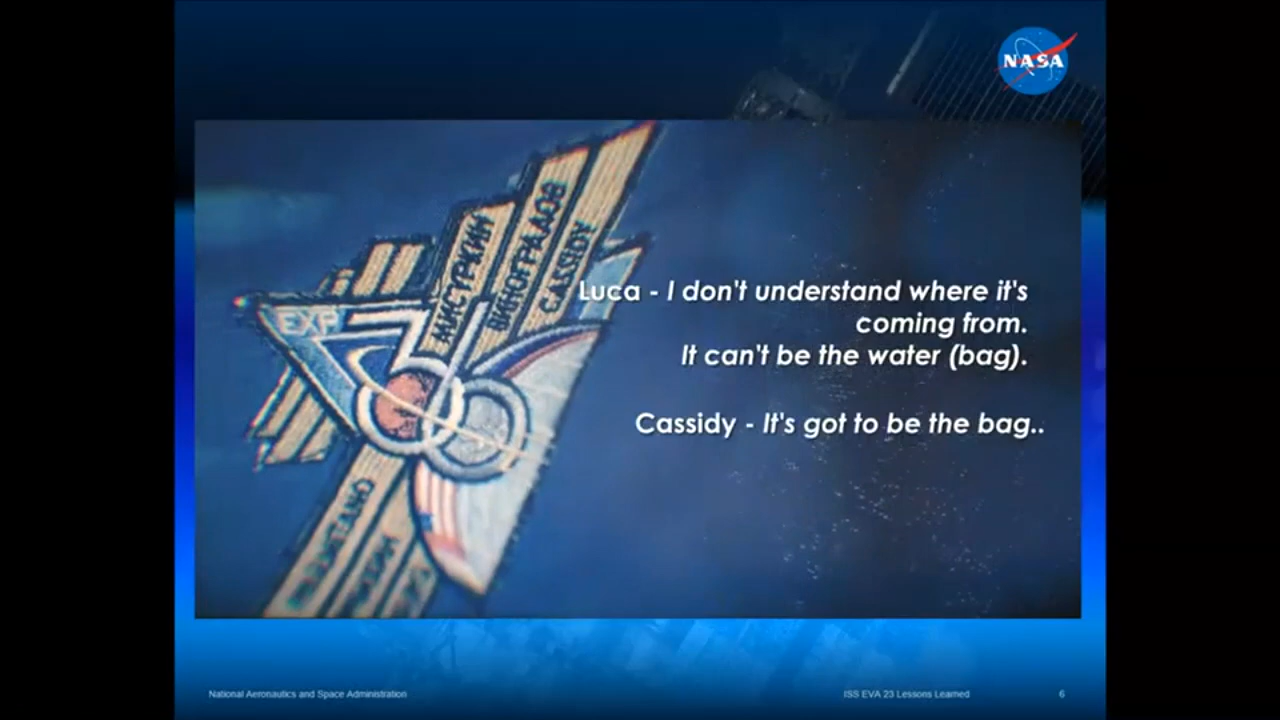 NASA
EXP
МИСУРКИН
ВИНОГРАДОВ
CASSIDY
Luca - I don't understand where it's
coming from.
It can't be the water (bag).
Cassidy - It's got to be the bag..
National Aeronautics and Space Administration
ISS EVA 23 Lessons Learned
6